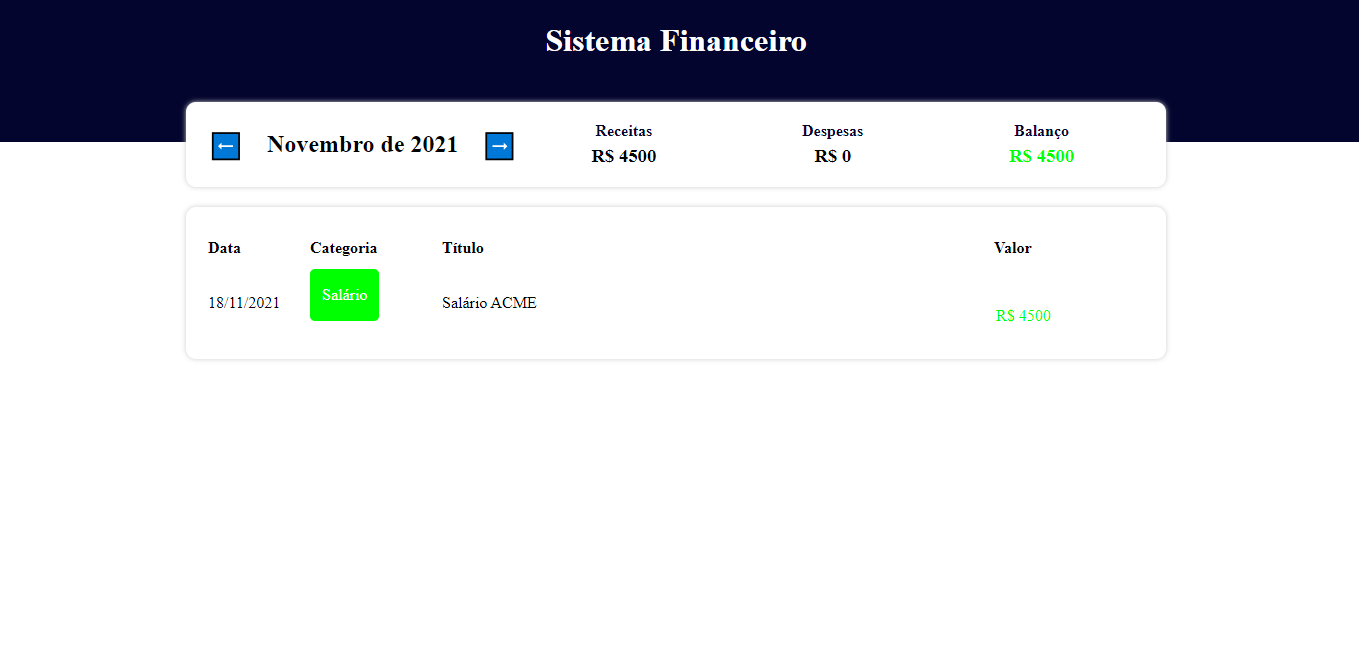 Sistema Financeiro
← Novembro de 2021 →
Receitas Despesas Balanço
R$ 4500 R$ 0 R$ 4500
Data Categoria Título Valor
18/11/2021 Salário Salário ACME R$ 4500